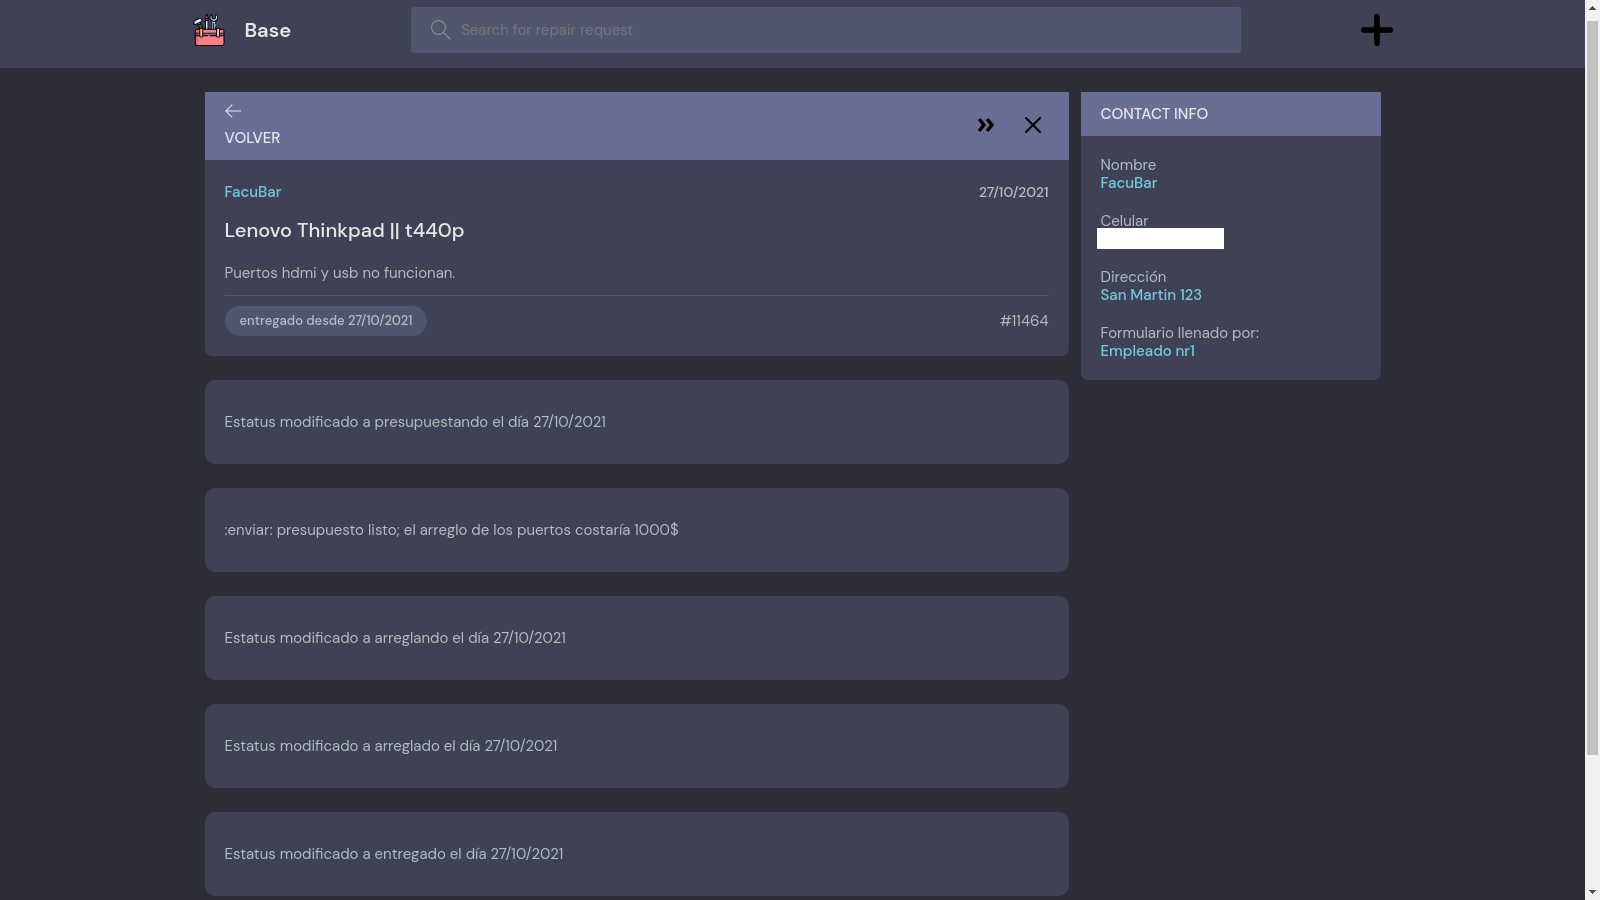 Base
Search for repair request
VOLVER
FacuBar
27/10/2021
Lenovo Thinkpad || t440p
Puertos hdmi y usb no funcionan.
entregado desde 27/10/2021
#11464
Estatus modificado a presupuestando el día 27/10/2021
:enviar: presupuesto listo; el arreglo de los puertos costaría 1000$
Estatus modificado a arreglando el día 27/10/2021
Estatus modificado a arreglado el día 27/10/2021
Estatus modificado a entregado el día 27/10/2021
CONTACT INFO
Nombre
FacuBar
Celular
Dirección
San Martin 123
Formulario llenado por:
Empleado nr1